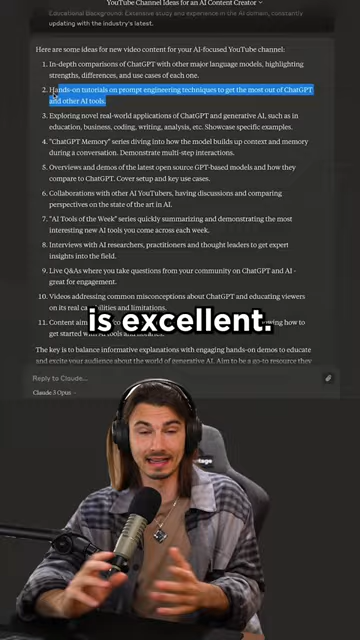 YouTube Channel Ideas for an AI Content Creator
Educational Background: Extensive study and experience in the AI domain, constantly
updating with the industry's latest.
Here are some ideas for new video content for your AI-focused YouTube channel:
1. In-depth comparisons of ChatGPT with other major language models, highlighting
strengths, differences, and use cases of each one.
2. Hands-on tutorials on prompt engineering techniques to get the most out of ChatGPT
and other AI tools.
3. Exploring novel real-world applications of ChatGPT and generative AI, such as in
education, business, coding, writing, analysis, etc. Showcase specific examples.
4. "ChatGPT Memory" series diving into how the model builds up context and memory
during a conversation. Demonstrate multi-step interactions.
5. Overviews and demos of the latest open source GPT-based models and how they
compare to ChatGPT. Cover setup and key use cases.
6. Collaborations with other AI YouTubers, having discussions and comparing
perspectives on the state of the art in AI.
7. "AI Tools of the Week" series quickly summarizing and demonstrating the most
interesting new AI tools you come across each week.
8. Interviews with AI researchers, practitioners and thought leaders to get expert
insights into the field.
9. Live Q&As where you take questions from your community on ChatGPT and AI -
great for engagement.
10. Videos addressing common misconceptions about ChatGPT and educating viewers
on its real capabilities and limitations.
is excellent.
11. Content aim how to
get started with AI tools and
The key is to balance informative explanations with engaging hands-on demos to educate
and excite your audience about the world of generative AI. Aim to be a go-to resource they
Reply to Claude...
Claude 3 Opus